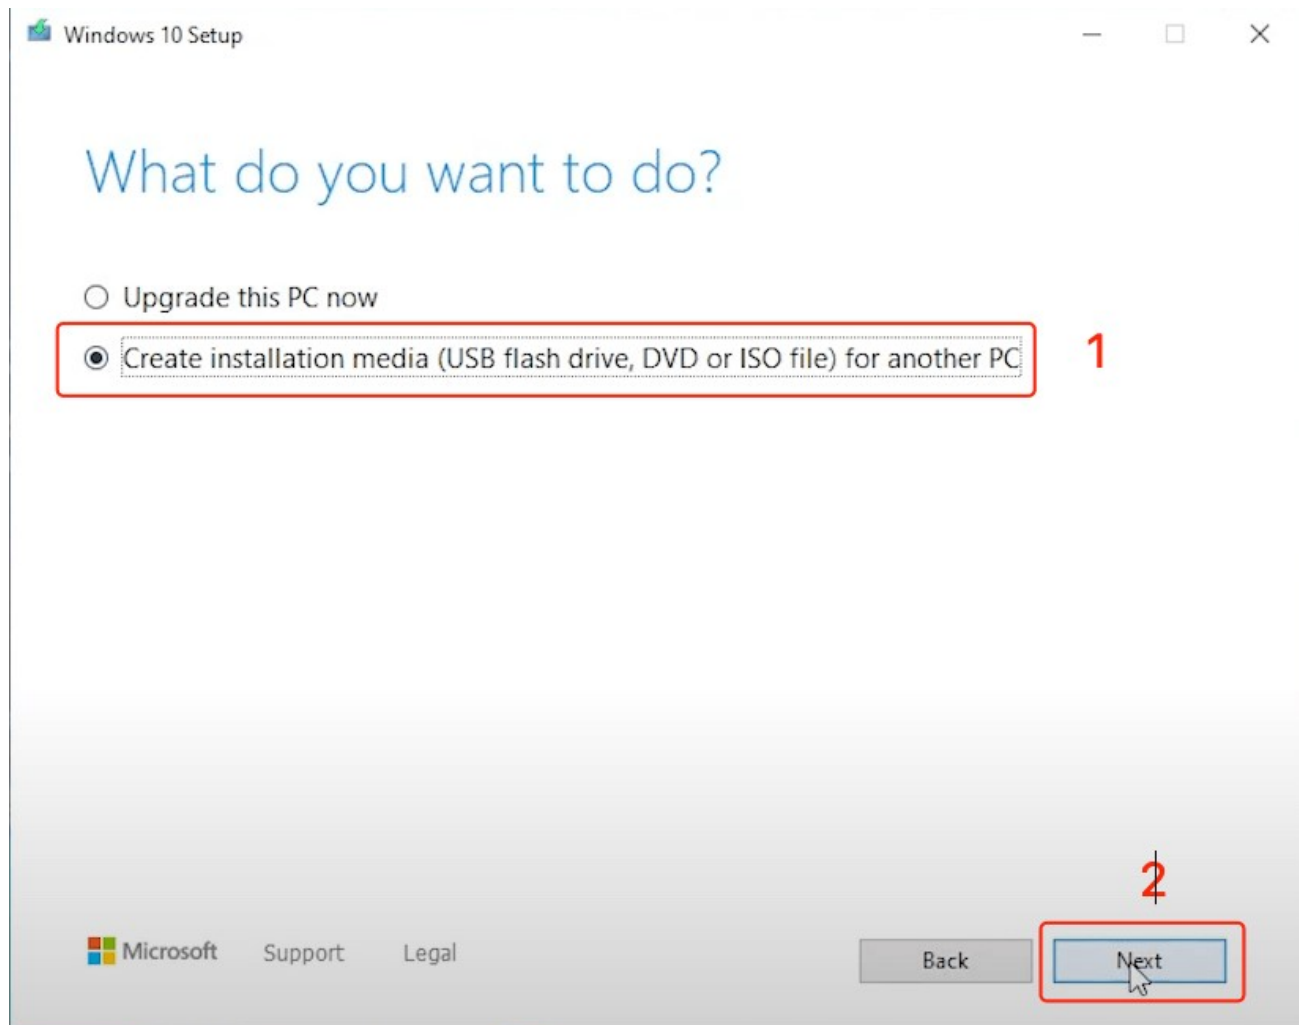 Windows 10 Setup
What do you want to do?
Upgrade this PC now
Create installation media (USB flash drive, DVD or ISO file) for another PC
1
2
Microsoft Support Legal Back Next